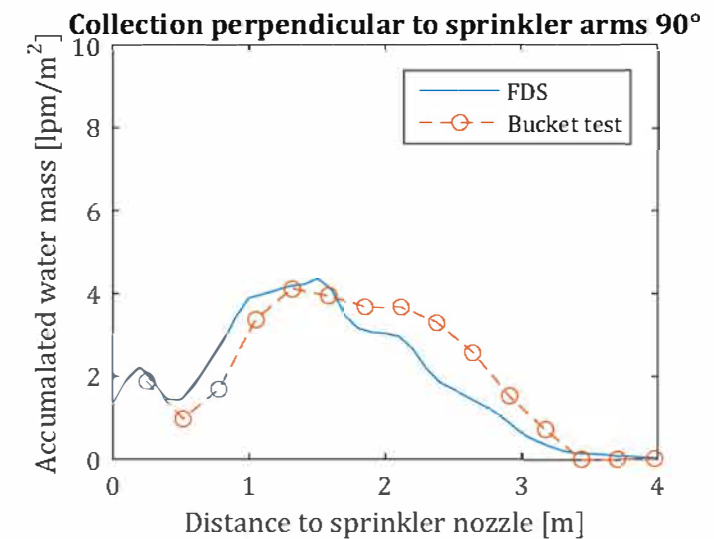 Collection perpendicular to sprinkler arms 90°
10
8
6
4
2
0
Accumalated water mass [lpm/m²]
FDS
Bucket test
0 1 2 3 4
Distance to sprinkler nozzle [m]